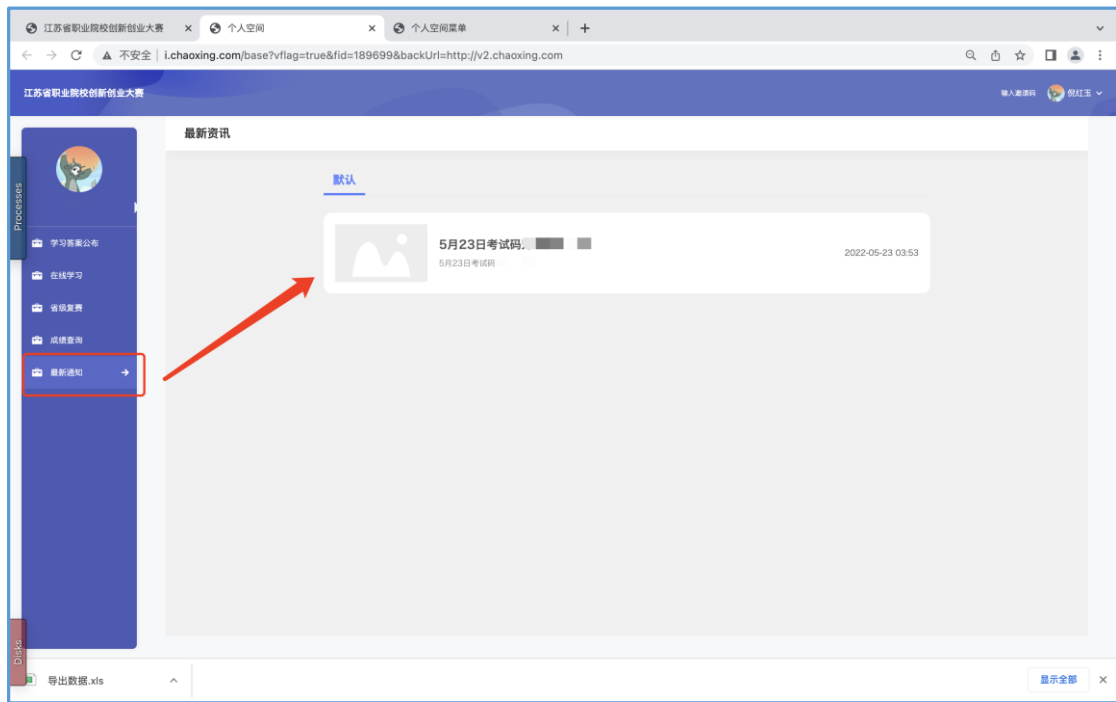 江苏省职业院校创新创业大赛 × 个人空间 × 个人空间菜单 × +
不安全 i.chaoxing.com/base?vflag=true&fid=189699&backUrl=http://v2.chaoxing.com
江苏省职业院校创新创业大赛
输入邀请码 倪红玉
最新资讯
默认
5月23日考试码
2022-05-23 03:53
5月23日考试码
Processes
学习答案公布
在线学习
省级复赛
成绩查询
最新通知
Disks
导出数据.xls
显示全部 ×